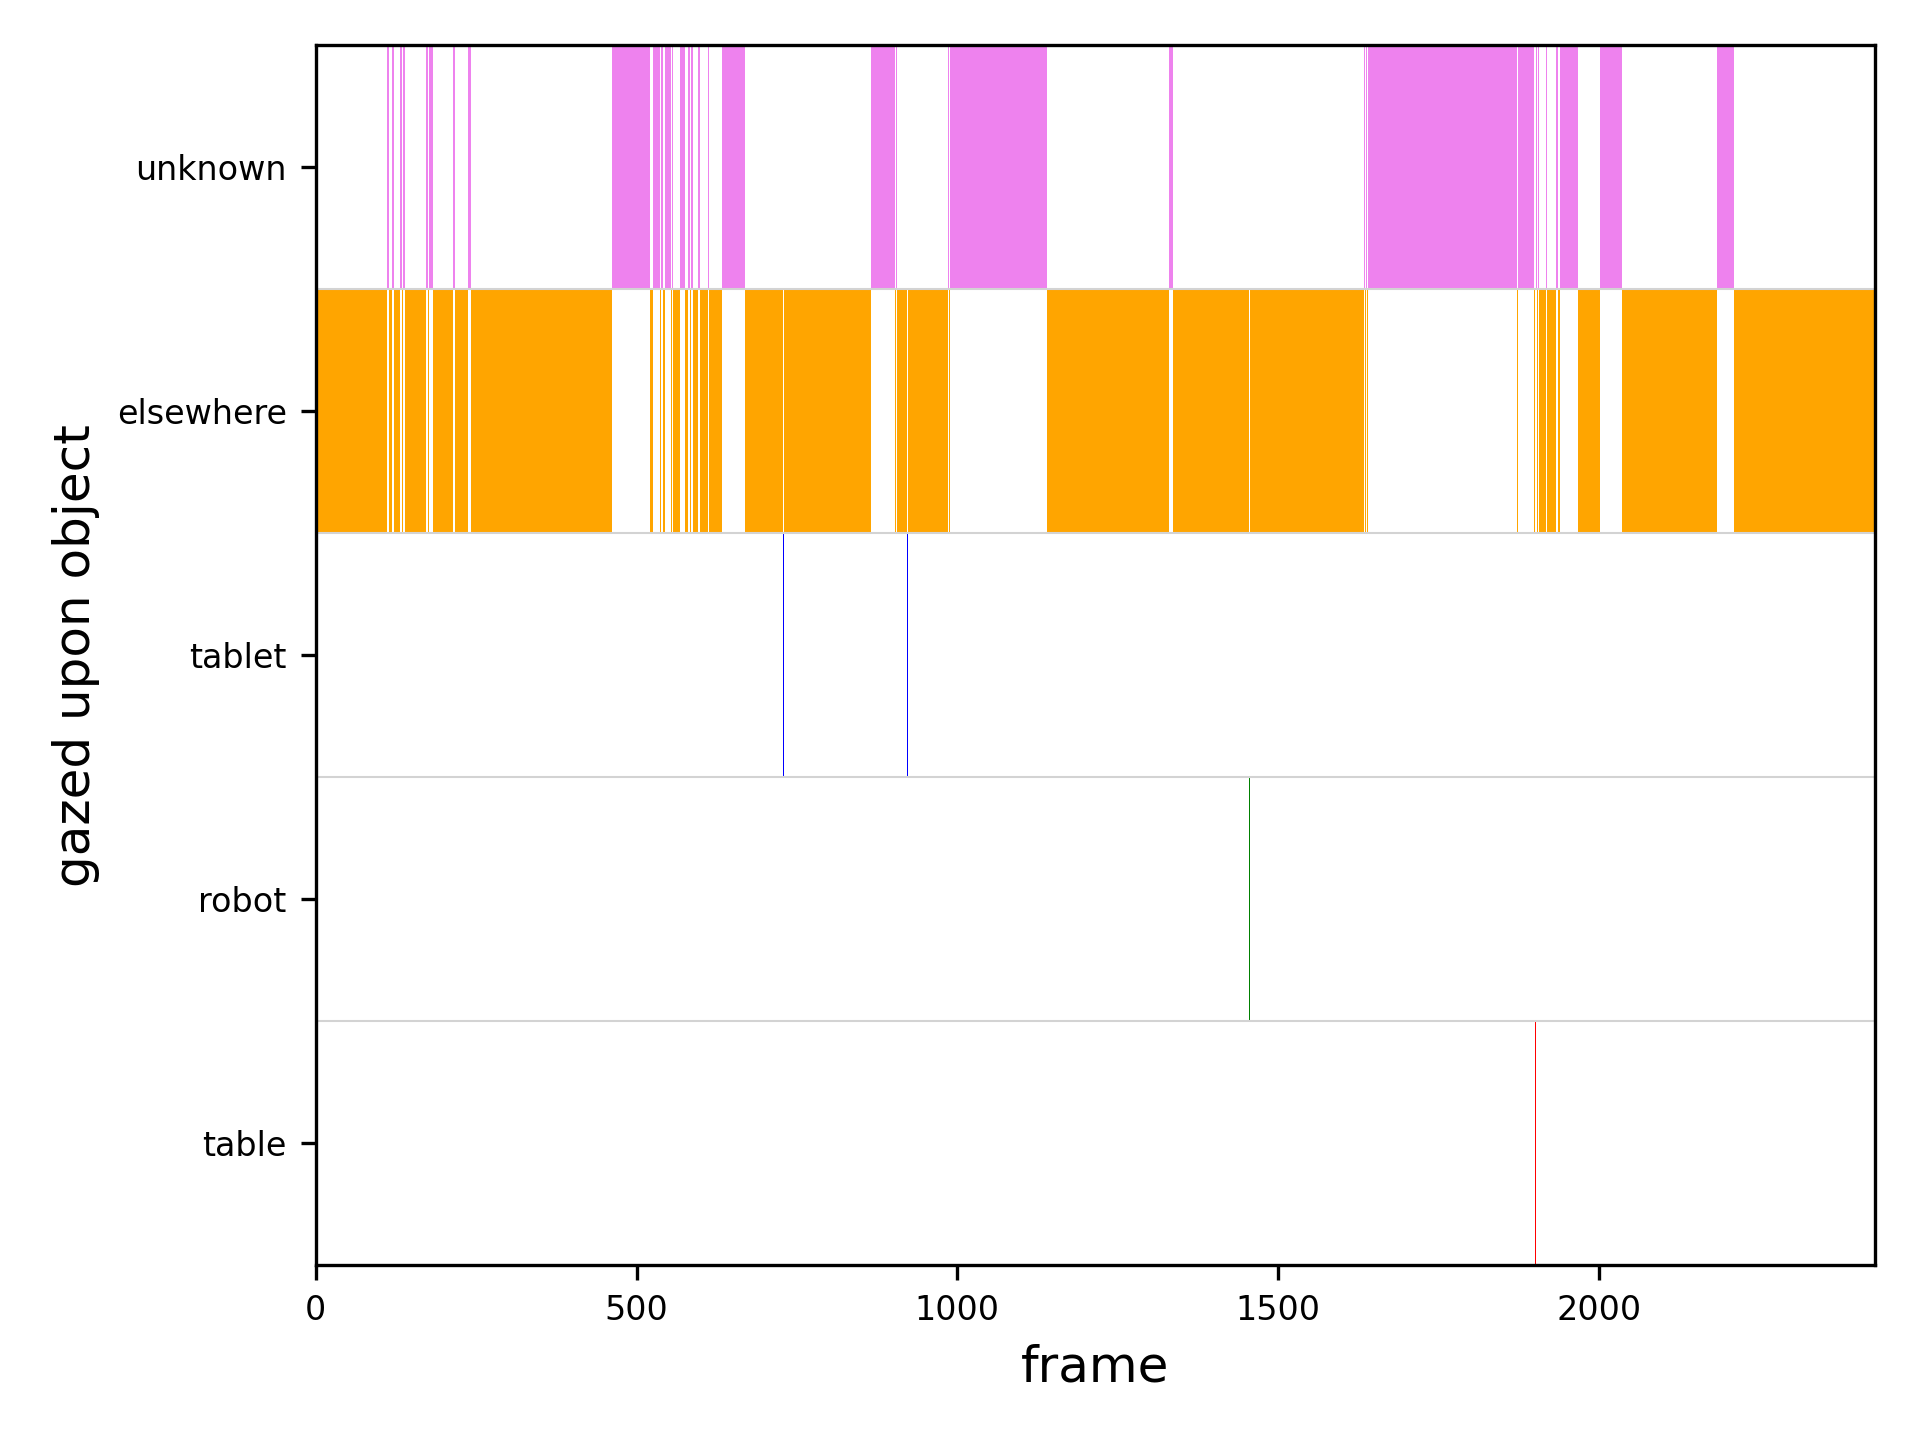 unknown
elsewhere
tablet
robot
table
gazed upon object
0 500 1000 1500 2000
frame